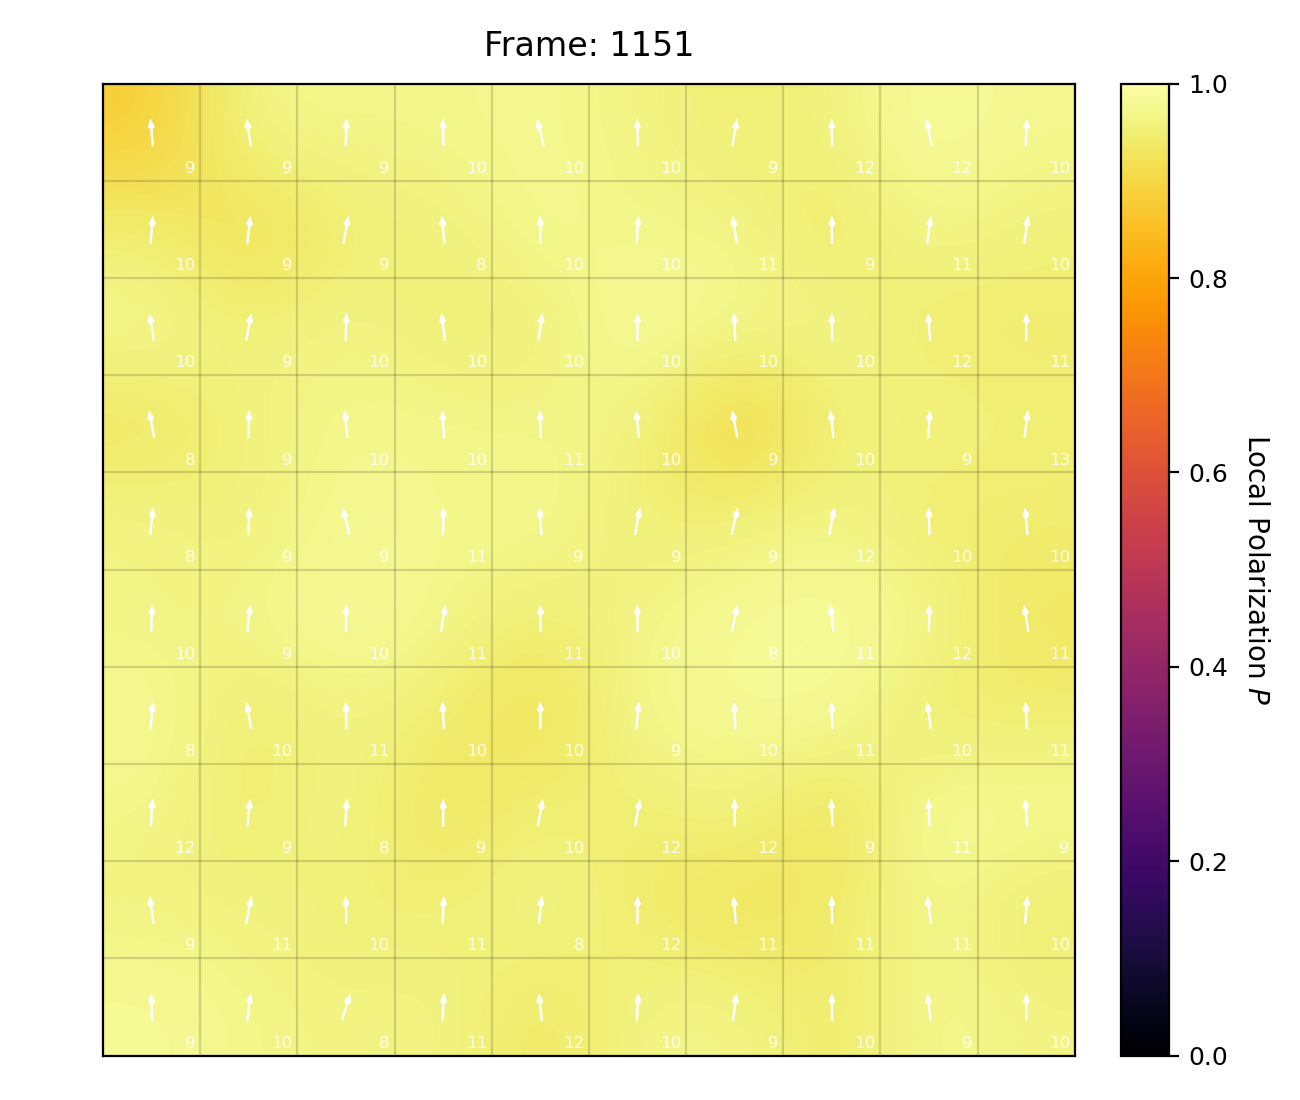 Frame: 1151
9 9 9 10 10 10 9 12 12 10
10 9 9 8 10 10 11 9 11 10
10 9 10 10 10 10 10 10 12 11
8 9 10 10 11 10 9 10 9 13
8 9 9 11 9 9 9 12 10 10
10 9 10 11 11 10 8 11 12 11
8 10 11 10 10 9 10 11 10 11
12 9 8 9 10 12 12 9 11 9
9 11 10 11 8 12 11 11 11 10
9 10 8 11 12 10 9 10 9 10
1.0
0.8
0.6
0.4
0.2
0.0
Local Polarization P